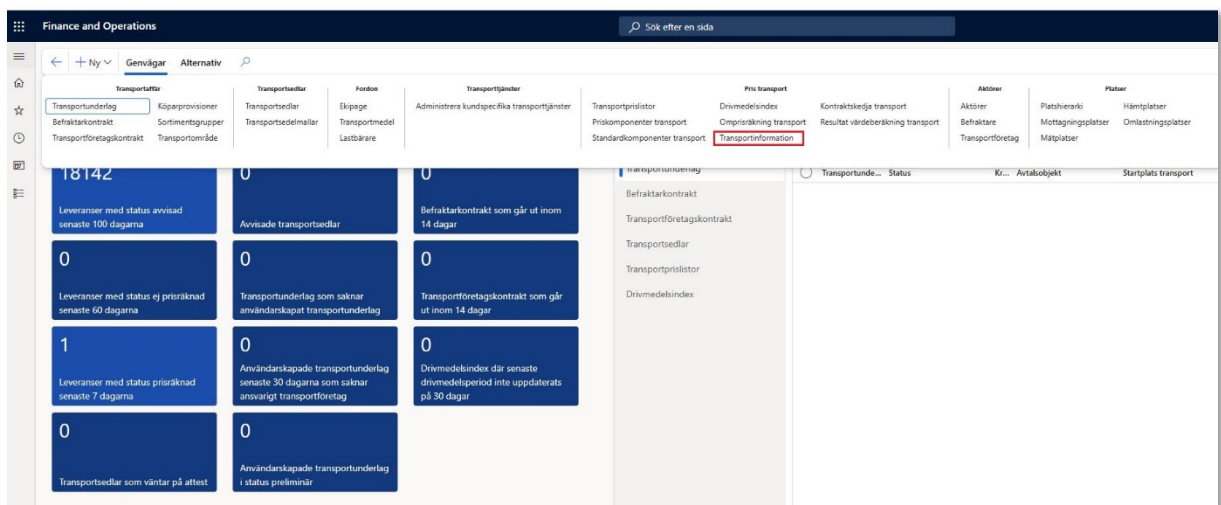 Finance and Operations
Sök efter en sida
Ny
Genvägar
Alternativ
Transportaffär
Transportunderlag
Köparprovisioner
Befraktarkontrakt
Sortimentsgrupper
Transportföretagskontrakt
Transportområde
Transportsedlar
Transportsedlar
Transportsedelmallar
Fordon
Ekipage
Transportmedel
Lastbärare
Transporttjänster
Administrera kundspecifika transporttjänster
Pris transport
Transportprislistor
Drivmedelsindex
Kontraktskedja transport
Priskomponenter transport
Omprisräkning transport
Resultat värdeberäkning transport
Standardkomponenter transport
Transportinformation
Aktörer
Aktörer
Befraktare
Transportföretag
Platser
Platshierarki
Hämtplatser
Mottagningsplatser
Omlastningsplatser
Mätplatser
18142
Leveranser med status avvisad
senaste 100 dagarna
0
Avvisade transportsedlar
0
Befraktarkontrakt som går ut inom
14 dagar
0
Leveranser med status ej prisräknad
senaste 60 dagarna
0
Transportunderlag som saknar
användarskapat transportunderlag
0
Transportföretagskontrakt som går
ut inom 14 dagar
1
Leveranser med status prisräknad
senaste 7 dagarna
0
Användarskapade transportunderlag
senaste 30 dagarna som saknar
ansvarigt transportföretag
0
Drivmedelsindex där senaste
drivmedelsperiod inte uppdaterats
på 30 dagar
0
Transportsedlar som väntar på attest
0
Användarskapade transportunderlag
i status preliminär
Transportunderlag
Befraktarkontrakt
Transportföretagskontrakt
Transportsedlar
Transportprislistor
Drivmedelsindex
Transportunde...
Status
Kr...
Avtalsobjekt
Startplats transport